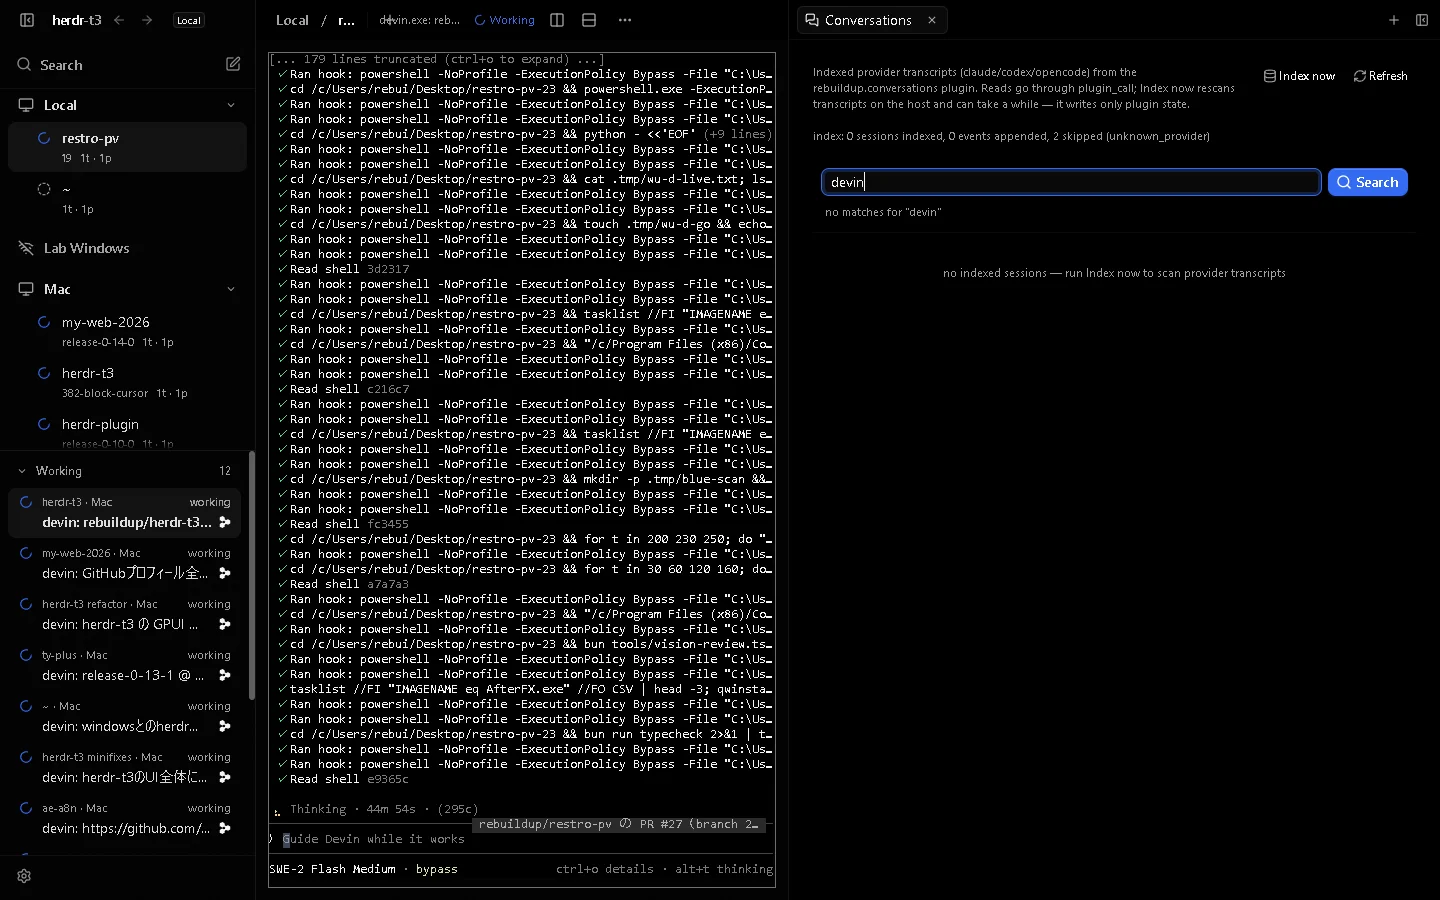 herdr-t3
Local
Search
Local
restro-pv
19 1t · 1p
~
1t · 1p
Lab Windows
Mac
my-web-2026
release-0-14-0 1t · 1p
herdr-t3
382-block-cursor 1t · 1p
herdr-plugin
release-0-10-0 1t · 1p
Working 12
herdr-t3 · Mac working
devin: rebuildup/herdr-t3...
my-web-2026 · Mac working
devin: GitHubプロフィール全...
herdr-t3 refactor · Mac working
devin: herdr-t3 の GPUI ...
ty-plus · Mac working
devin: release-0-13-1 @ ...
~ · Mac working
devin: windowsとのherdr...
herdr-t3 minifixes · Mac working
devin: herdr-t3のUI全体に...
ae-a8n · Mac working
devin: https://github.com/...
Local / r... devin.exe: reb... Working
[... 179 lines truncated (ctrl+o to expand) ...]
✓Ran hook: powershell -NoProfile -ExecutionPolicy Bypass -File "C:\Us…
✓cd /c/Users/rebui/Desktop/restro-pv-23 && powershell.exe -ExecutionP…
✓Ran hook: powershell -NoProfile -ExecutionPolicy Bypass -File "C:\Us…
✓Ran hook: powershell -NoProfile -ExecutionPolicy Bypass -File "C:\Us…
✓cd /c/Users/rebui/Desktop/restro-pv-23 && python - <<'EOF' (+9 lines)
✓Ran hook: powershell -NoProfile -ExecutionPolicy Bypass -File "C:\Us…
✓Ran hook: powershell -NoProfile -ExecutionPolicy Bypass -File "C:\Us…
✓cd /c/Users/rebui/Desktop/restro-pv-23 && cat .tmp/wu-d-live.txt; ls…
✓Ran hook: powershell -NoProfile -ExecutionPolicy Bypass -File "C:\Us…
✓Ran hook: powershell -NoProfile -ExecutionPolicy Bypass -File "C:\Us…
✓cd /c/Users/rebui/Desktop/restro-pv-23 && touch .tmp/wu-d-go && echo…
✓Ran hook: powershell -NoProfile -ExecutionPolicy Bypass -File "C:\Us…
✓Ran hook: powershell -NoProfile -ExecutionPolicy Bypass -File "C:\Us…
✓Read shell 3d2317
✓Ran hook: powershell -NoProfile -ExecutionPolicy Bypass -File "C:\Us…
✓Ran hook: powershell -NoProfile -ExecutionPolicy Bypass -File "C:\Us…
✓cd /c/Users/rebui/Desktop/restro-pv-23 && tasklist //FI "IMAGENAME e…
✓Ran hook: powershell -NoProfile -ExecutionPolicy Bypass -File "C:\Us…
✓cd /c/Users/rebui/Desktop/restro-pv-23 && "/c/Program Files (x86)/Co…
✓Ran hook: powershell -NoProfile -ExecutionPolicy Bypass -File "C:\Us…
✓Ran hook: powershell -NoProfile -ExecutionPolicy Bypass -File "C:\Us…
✓Read shell c216c7
✓Ran hook: powershell -NoProfile -ExecutionPolicy Bypass -File "C:\Us…
✓Ran hook: powershell -NoProfile -ExecutionPolicy Bypass -File "C:\Us…
✓cd /c/Users/rebui/Desktop/restro-pv-23 && tasklist //FI "IMAGENAME e…
✓Ran hook: powershell -NoProfile -ExecutionPolicy Bypass -File "C:\Us…
✓Ran hook: powershell -NoProfile -ExecutionPolicy Bypass -File "C:\Us…
✓cd /c/Users/rebui/Desktop/restro-pv-23 && mkdir -p .tmp/blue-scan &&…
✓Ran hook: powershell -NoProfile -ExecutionPolicy Bypass -File "C:\Us…
✓Ran hook: powershell -NoProfile -ExecutionPolicy Bypass -File "C:\Us…
✓Read shell fc3455
✓cd /c/Users/rebui/Desktop/restro-pv-23 && for t in 200 230 250; do "…
✓Ran hook: powershell -NoProfile -ExecutionPolicy Bypass -File "C:\Us…
✓cd /c/Users/rebui/Desktop/restro-pv-23 && for t in 30 60 120 160; do…
✓Read shell a7a7a3
✓Ran hook: powershell -NoProfile -ExecutionPolicy Bypass -File "C:\Us…
✓cd /c/Users/rebui/Desktop/restro-pv-23 && "/c/Program Files (x86)/Co…
✓Ran hook: powershell -NoProfile -ExecutionPolicy Bypass -File "C:\Us…
✓cd /c/Users/rebui/Desktop/restro-pv-23 && bun tools/vision-review.ts…
✓Ran hook: powershell -NoProfile -ExecutionPolicy Bypass -File "C:\Us…
✓Ran hook: powershell -NoProfile -ExecutionPolicy Bypass -File "C:\Us…
✓tasklist //FI "IMAGENAME eq AfterFX.exe" //FO CSV | head -3; qwinsta…
✓Ran hook: powershell -NoProfile -ExecutionPolicy Bypass -File "C:\Us…
✓Ran hook: powershell -NoProfile -ExecutionPolicy Bypass -File "C:\Us…
✓cd /c/Users/rebui/Desktop/restro-pv-23 && bun run typecheck 2>&1 | t…
✓Ran hook: powershell -NoProfile -ExecutionPolicy Bypass -File "C:\Us…
✓Ran hook: powershell -NoProfile -ExecutionPolicy Bypass -File "C:\Us…
✓Read shell e9365c
Thinking · 44m 54s · (295c)
rebuildup/restro-pv の PR #27 (branch 2…
Guide Devin while it works
SWE-2 Flash Medium · bypass ctrl+o details · alt+t thinking
Conversations
Indexed provider transcripts (claude/codex/opencode) from the
rebuildup.conversations plugin. Reads go through plugin_call; Index now rescans
transcripts on the host and can take a while — it writes only plugin state.
Index now Refresh
index: 0 sessions indexed, 0 events appended, 2 skipped (unknown_provider)
devin
Search
no matches for "devin"
no indexed sessions — run Index now to scan provider transcripts